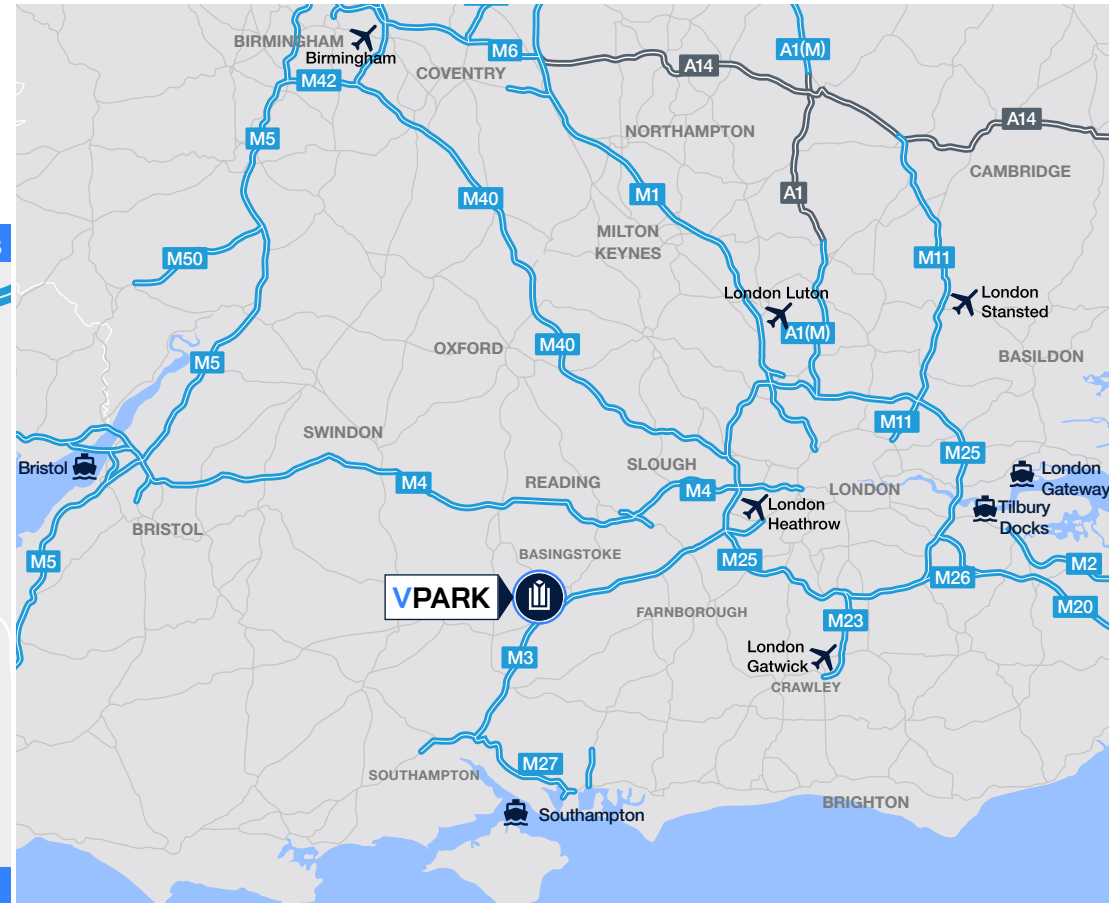 BIRMINGHAM
Birmingham
M6
A1(M)
M42
COVENTRY
A14
M5
NORTHAMPTON
A14
CAMBRIDGE
M40
M1
A1
MILTON
KEYNES
M50
M11
London Luton
London
Stansted
A1(M)
OXFORD
M40
M5
BASILDON
M11
SWINDON
M25
Bristol
M4
READING
SLOUGH
M4
LONDON
London
Gateway
London
Heathrow
Tilbury
Docks
BRISTOL
M5
BASINGSTOKE
M25
M26
M2
VPARK
FARNBOROUGH
M23
M20
M3
London
Gatwick
CRAWLEY
M27
SOUTHAMPTON
Southampton
BRIGHTON